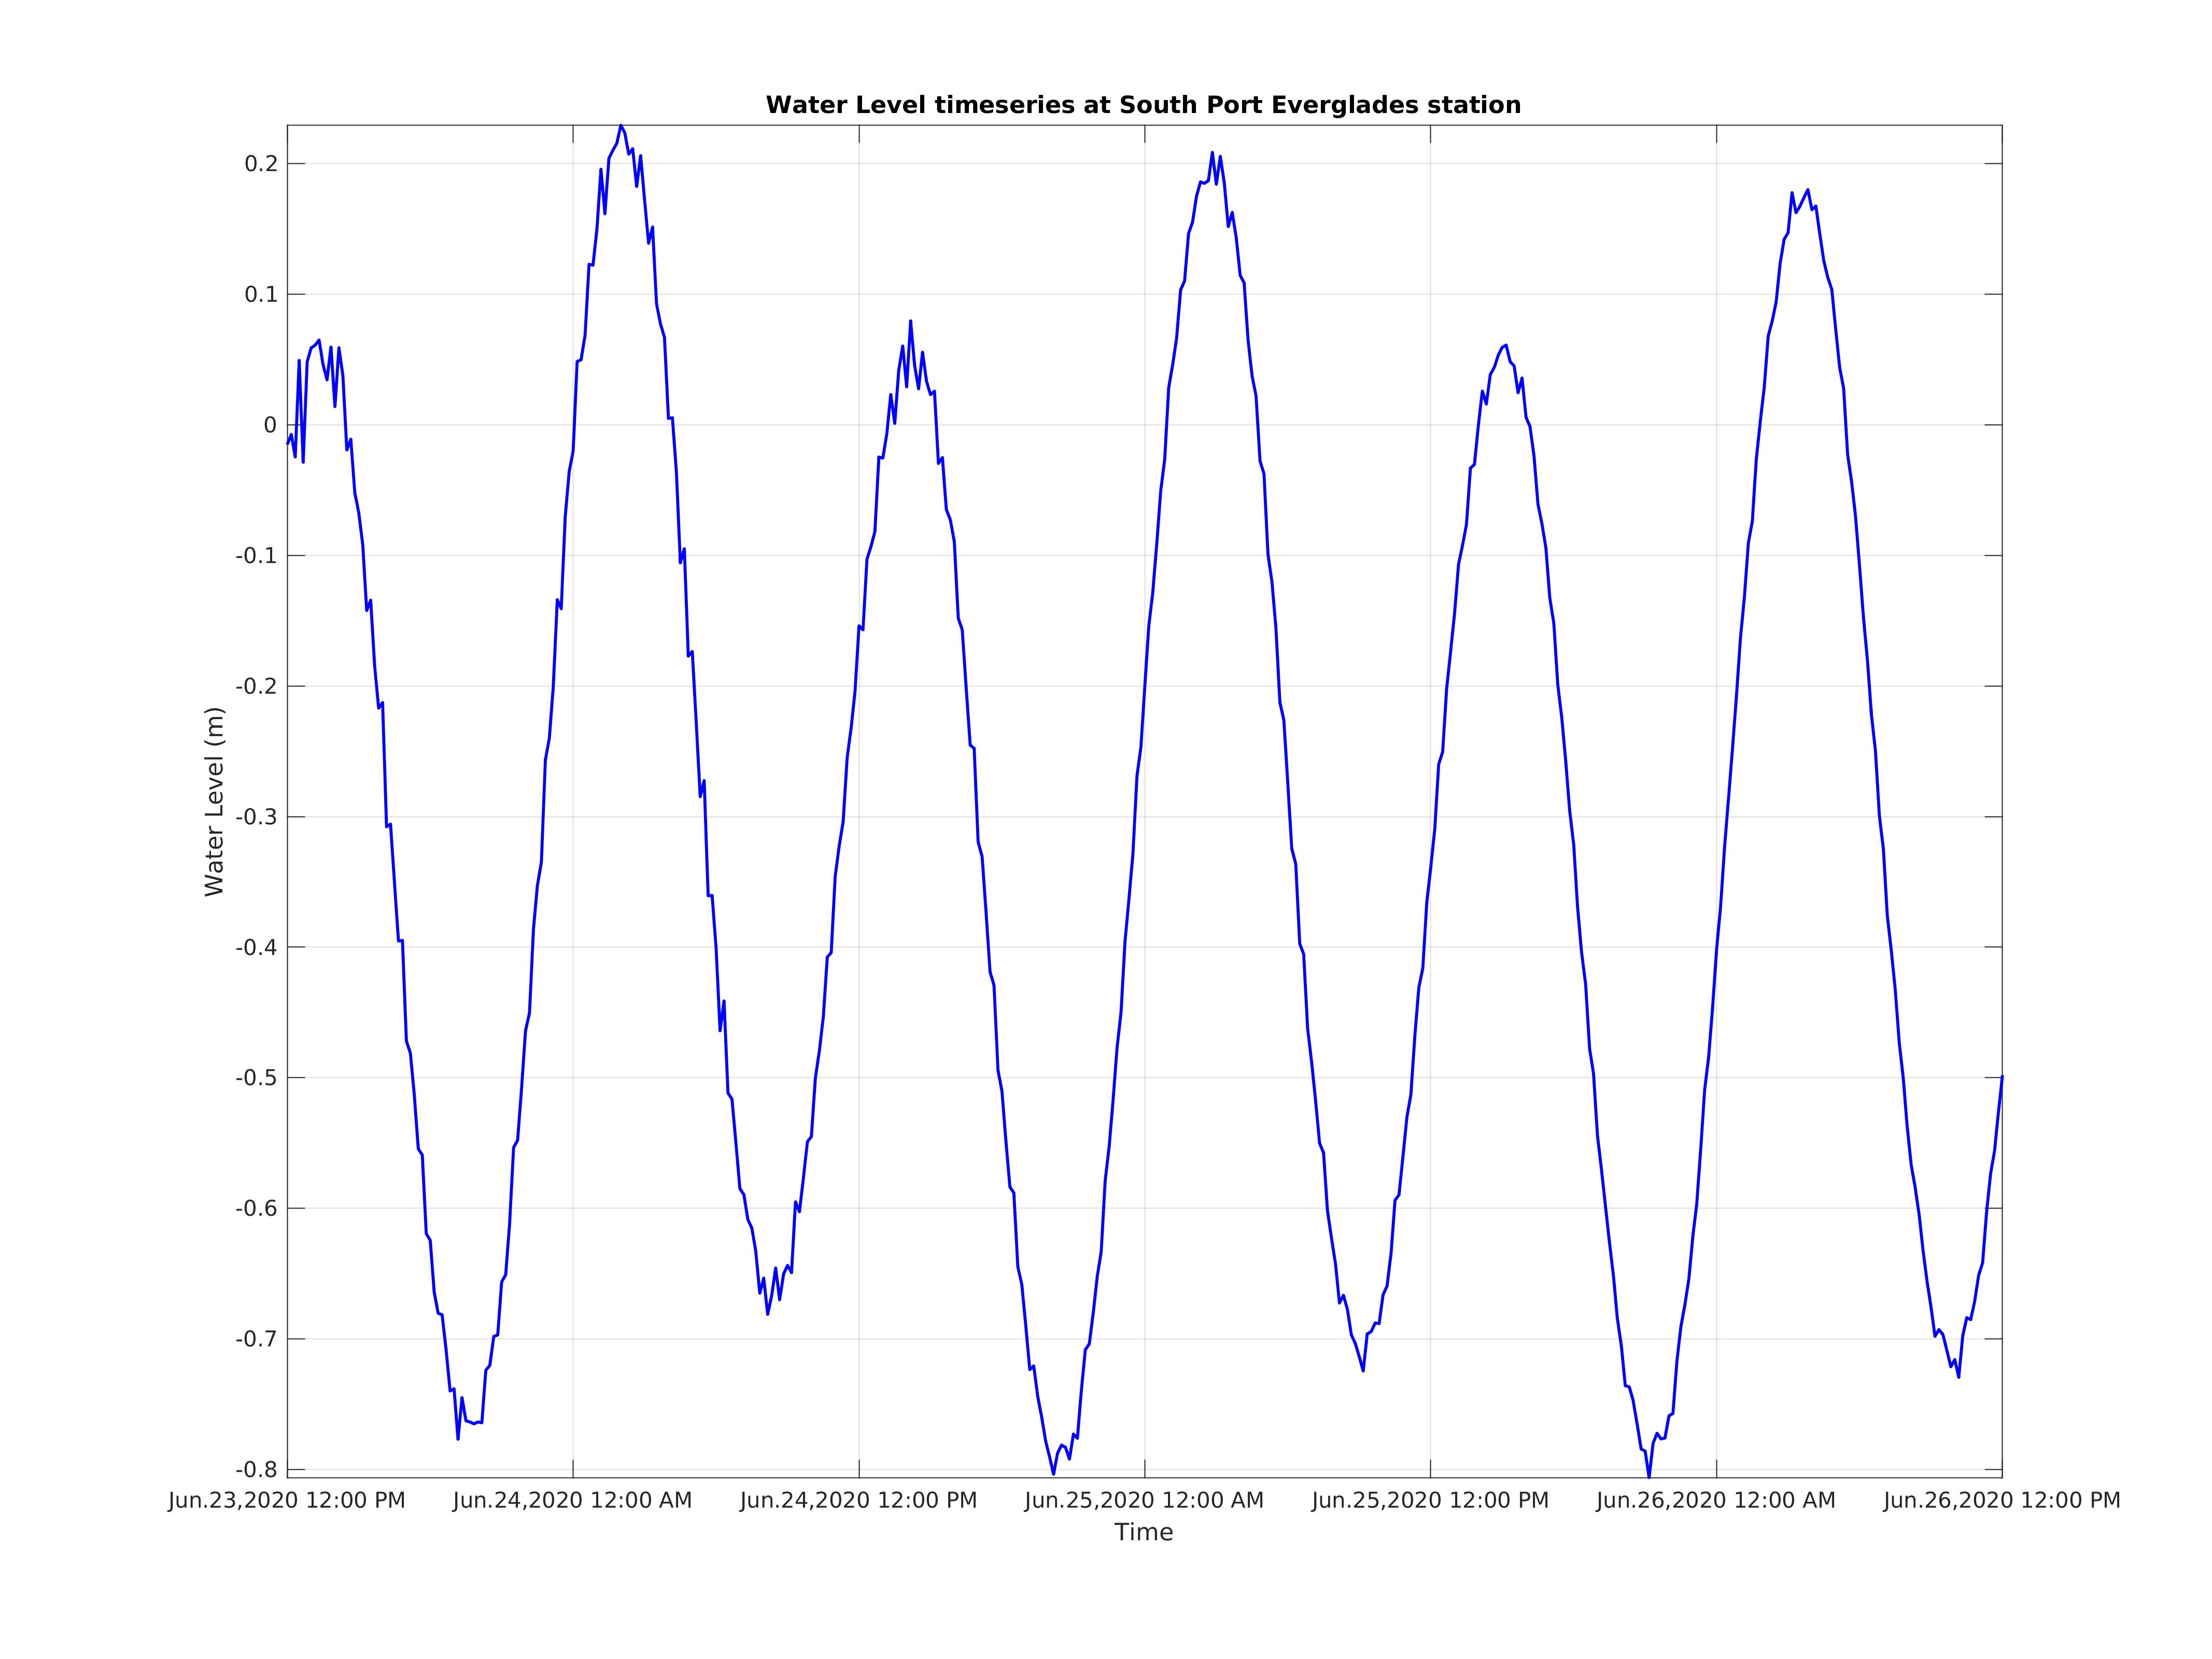 Water Level timeseries at South Port Everglades station
0.2
0.1
0
-0.1
-0.2
-0.3
-0.4
-0.5
-0.6
-0.7
-0.8
Water Level (m)
Jun.23,2020 12:00 PM
Jun.24,2020 12:00 AM
Jun.24,2020 12:00 PM
Jun.25,2020 12:00 AM
Jun.25,2020 12:00 PM
Jun.26,2020 12:00 AM
Jun.26,2020 12:00 PM
Time